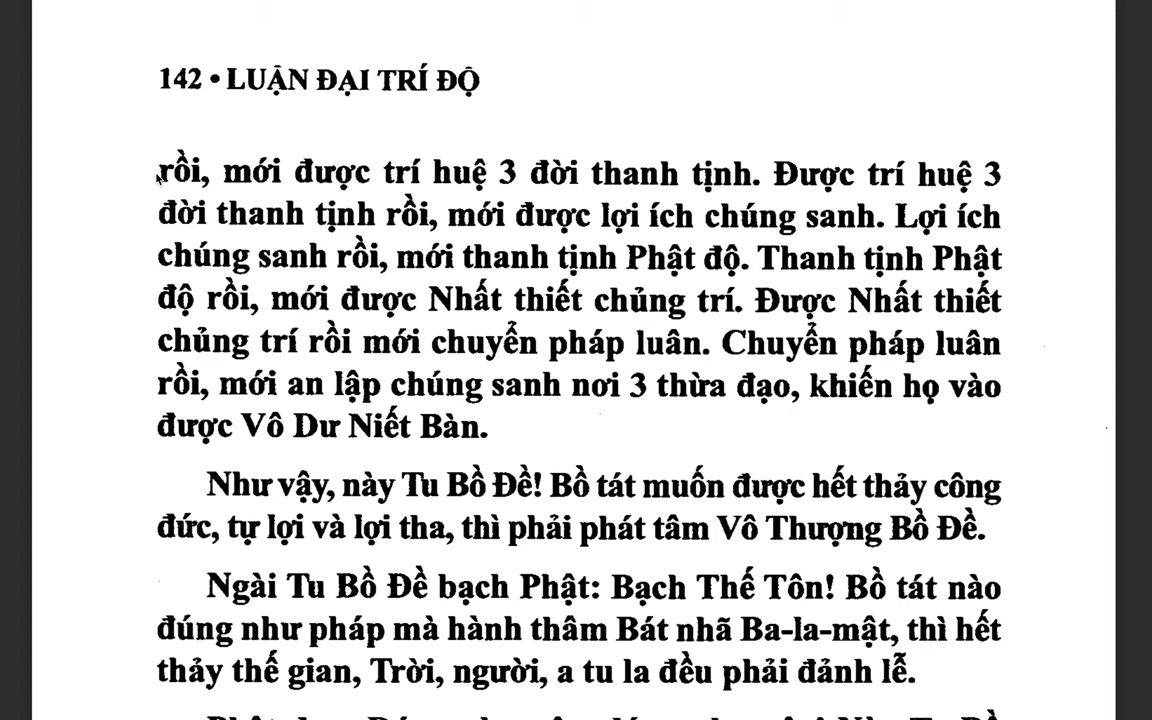 142 • LUẬN ĐẠI TRÍ ĐỘ
rồi, mới được trí huệ 3 đời thanh tịnh. Được trí huệ 3
đời thanh tịnh rồi, mới được lợi ích chúng sanh. Lợi ích
chúng sanh rồi, mới thanh tịnh Phật độ. Thanh tịnh Phật
độ rồi, mới được Nhất thiết chủng trí. Được Nhất thiết
chủng trí rồi mới chuyển pháp luân. Chuyển pháp luân
rồi, mới an lập chúng sanh nơi 3 thừa đạo, khiến họ vào
được Vô Dư Niết Bàn.
Như vậy, này Tu Bồ Đề! Bồ tát muốn được hết thảy công
đức, tự lợi và lợi tha, thì phải phát tâm Vô Thượng Bồ Đề.
Ngài Tu Bồ Đề bạch Phật: Bạch Thế Tôn! Bồ tát nào
đúng như pháp mà hành thâm Bát nhã Ba-la-mật, thì hết
thảy thế gian, Trời, người, a tu la đều phải đảnh lễ.